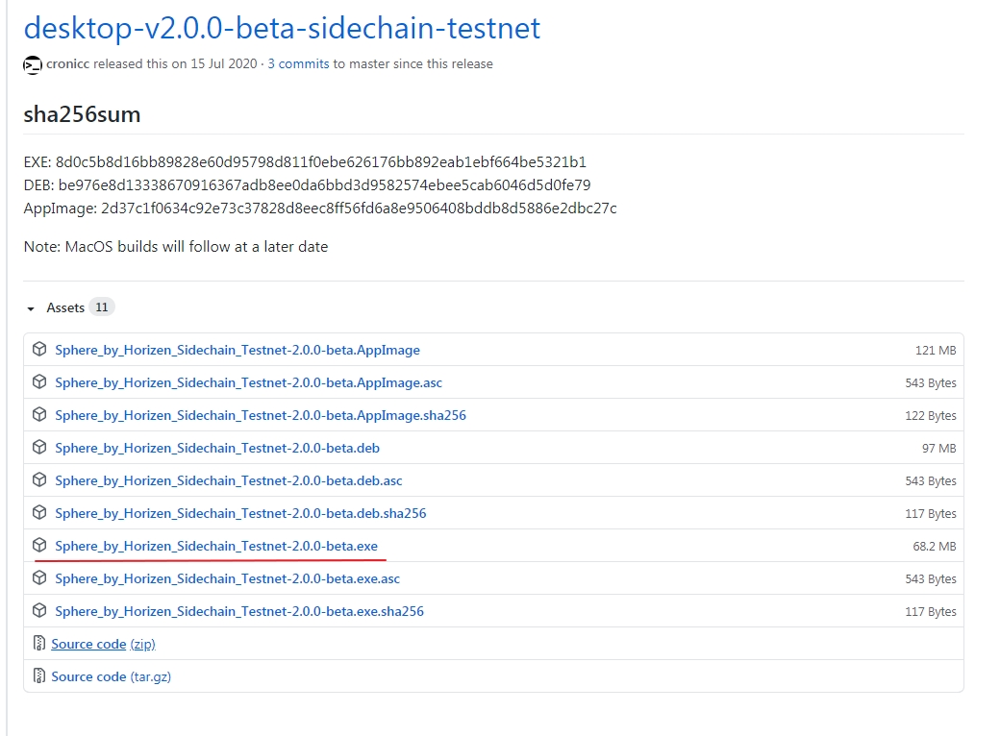 desktop-v2.0.0-beta-sidechain-testnet
cronicc released this on 15 Jul 2020 · 3 commits to master since this release
sha256sum
EXE: 8d0c5b8d16bb89828e60d95798d811f0ebe626176bb892eab1ebf664be5321b1
DEB: be976e8d13338670916367adb8ee0da6bbd3d9582574ebee5cab6046d5d0fe79
AppImage: 2d37c1f0634c92e73c37828d8eec8ff56fd6a8e9506408bddb8d5886e2dbc27c
Note: MacOS builds will follow at a later date
Assets 11
Sphere_by_Horizen_Sidechain_Testnet-2.0.0-beta.AppImage 121 MB
Sphere_by_Horizen_Sidechain_Testnet-2.0.0-beta.AppImage.asc 543 Bytes
Sphere_by_Horizen_Sidechain_Testnet-2.0.0-beta.AppImage.sha256 122 Bytes
Sphere_by_Horizen_Sidechain_Testnet-2.0.0-beta.deb 97 MB
Sphere_by_Horizen_Sidechain_Testnet-2.0.0-beta.deb.asc 543 Bytes
Sphere_by_Horizen_Sidechain_Testnet-2.0.0-beta.deb.sha256 117 Bytes
Sphere_by_Horizen_Sidechain_Testnet-2.0.0-beta.exe 68.2 MB
Sphere_by_Horizen_Sidechain_Testnet-2.0.0-beta.exe.asc 543 Bytes
Sphere_by_Horizen_Sidechain_Testnet-2.0.0-beta.exe.sha256 117 Bytes
Source code (zip)
Source code (tar.gz)